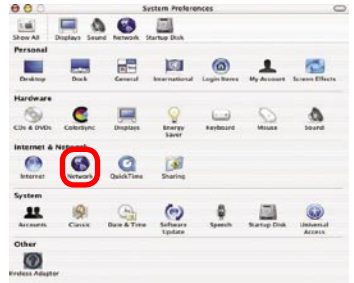 System Preferences
Show All Displays Sound Network Startup Disk
Personal
Desktop Dock General International Login Items My Account Screen Effects
Hardware
CDs & DVDs ColorSync Displays Energy Saver Keyboard Mouse Sound
Internet & Network
Internet Network QuickTime Sharing
System
Accounts Classic Date & Time Software Update Speech Startup Disk Universal Access
Other
Wireless Adapter